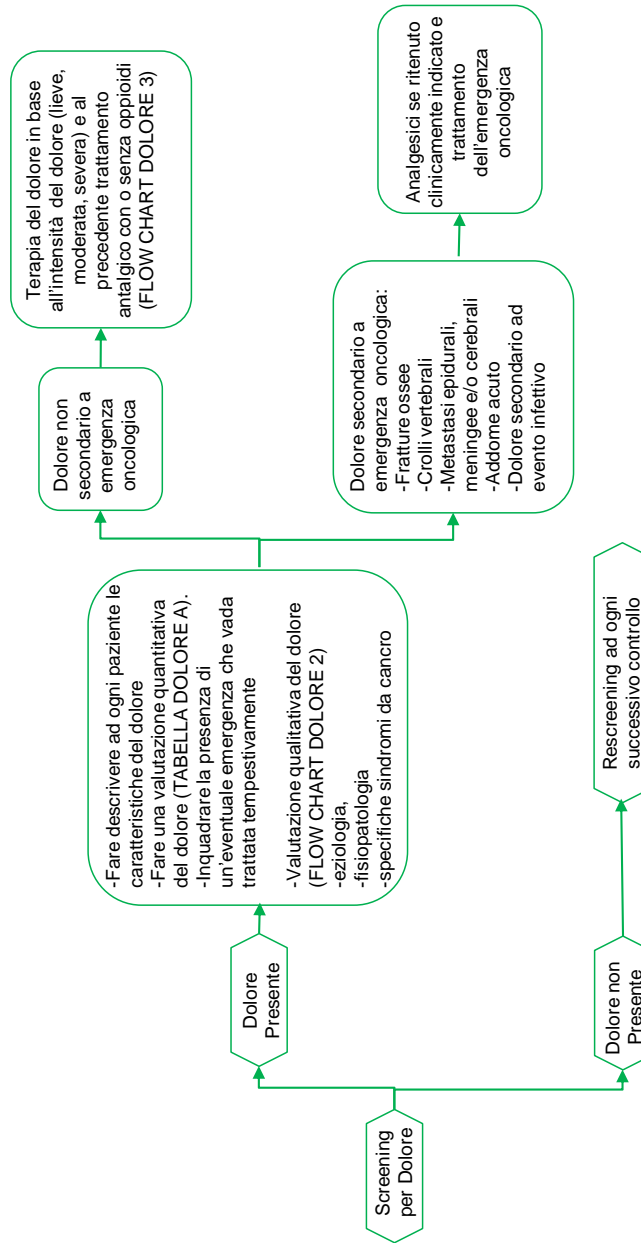 Screening
per Dolore
Dolore
Presente
-Fare descrivere ad ogni paziente le
caratteristiche del dolore
-Fare una valutazione quantitativa
del dolore (TABELLA DOLORE A).
-Inquadrare la presenza di
un'eventuale emergenza che vada
trattata tempestivamente
-Valutazione qualitativa del dolore
(FLOW CHART DOLORE 2)
-eziologia,
-fisiopatologia
-specifiche sindromi da cancro
Dolore non
secondario a
emergenza
oncologica
Terapia del dolore in base
all'intensità del dolore (lieve,
moderata, severa) e al
precedente trattamento
antalgico con o senza oppioidi
(FLOW CHART DOLORE 3)
Dolore secondario a
emergenza oncologica:
-Fratture ossee
-Crolli vertebrali
-Metastasi epidurali,
meningee e/o cerebrali
-Addome acuto
-Dolore secondario ad
evento infettivo
Analgesici se ritenuto
clinicamente indicato e
trattamento
dell'emergenza
oncologica
Dolore non
Presente
Rescreening ad ogni
successivo controllo